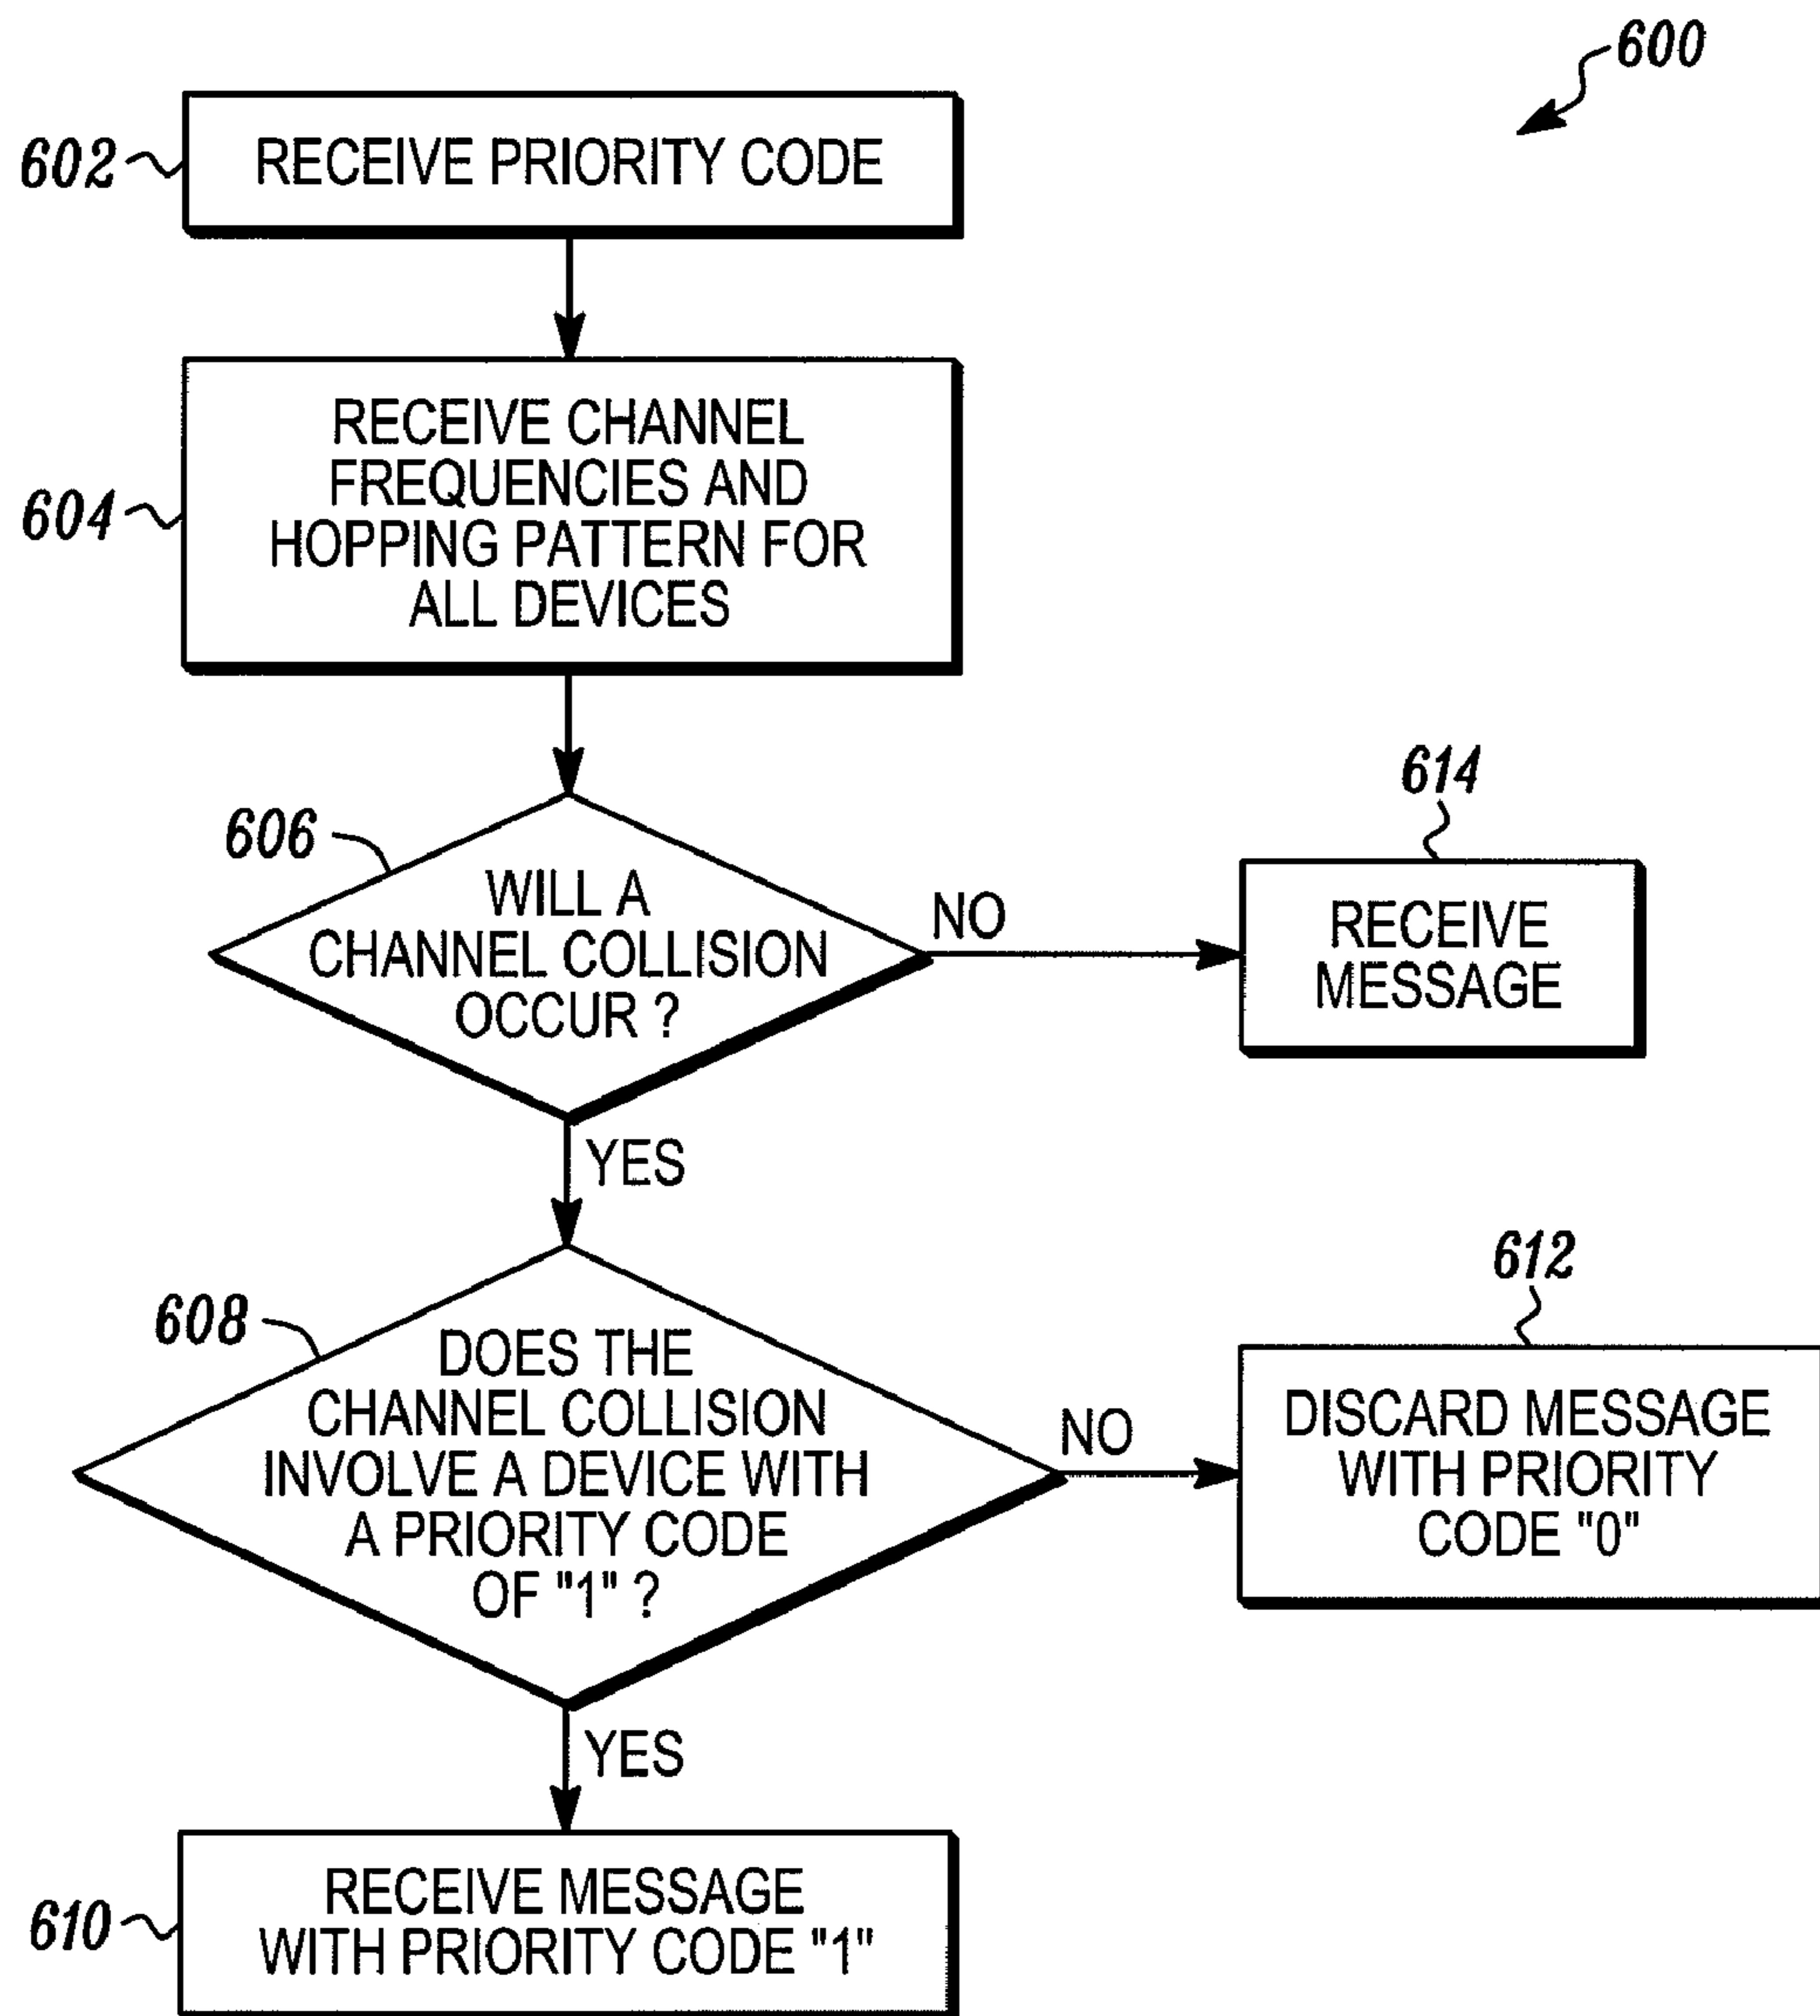 600
602
RECEIVE PRIORITY CODE
604
RECEIVE CHANNEL
FREQUENCIES AND
HOPPING PATTERN FOR
ALL DEVICES
606
WILL A
CHANNEL COLLISION
OCCUR ?
NO
614
RECEIVE
MESSAGE
YES
608
DOES THE
CHANNEL COLLISION
INVOLVE A DEVICE WITH
A PRIORITY CODE
OF "1" ?
NO
612
DISCARD MESSAGE
WITH PRIORITY
CODE "0"
YES
610
RECEIVE MESSAGE
WITH PRIORITY CODE "1"